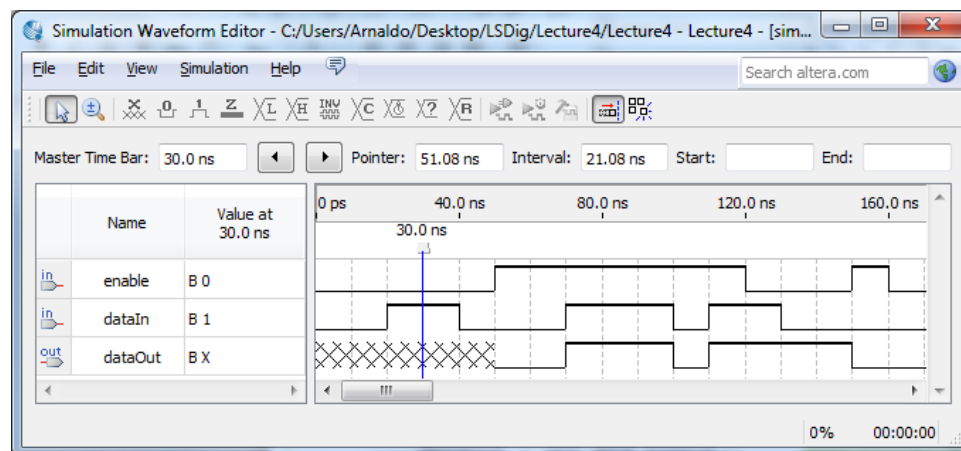 Simulation Waveform Editor - C:/Users/Arnaldo/Desktop/LSDig/Lecture4/Lecture4 - Lecture4 - [sim...
File Edit View Simulation Help Search altera.com
Master Time Bar: 30.0 ns Pointer: 51.08 ns Interval: 21.08 ns Start: End:
Name Value at 30.0 ns
0 ps 40.0 ns 80.0 ns 120.0 ns 160.0 ns
30.0 ns
in enable B 0
in dataIn B 1
out dataOut B X
0% 00:00:00